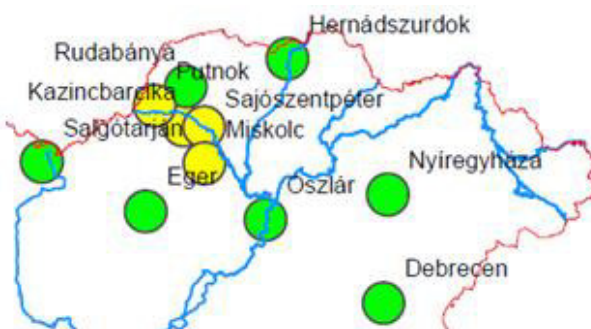 Hernádszurdok
Rudabánya
Putnok
Kazincbarcika
Sajószentpéter
Salgótarján
Miskolc
Nyíregyháza
Eger
Oszlár
Debrecen